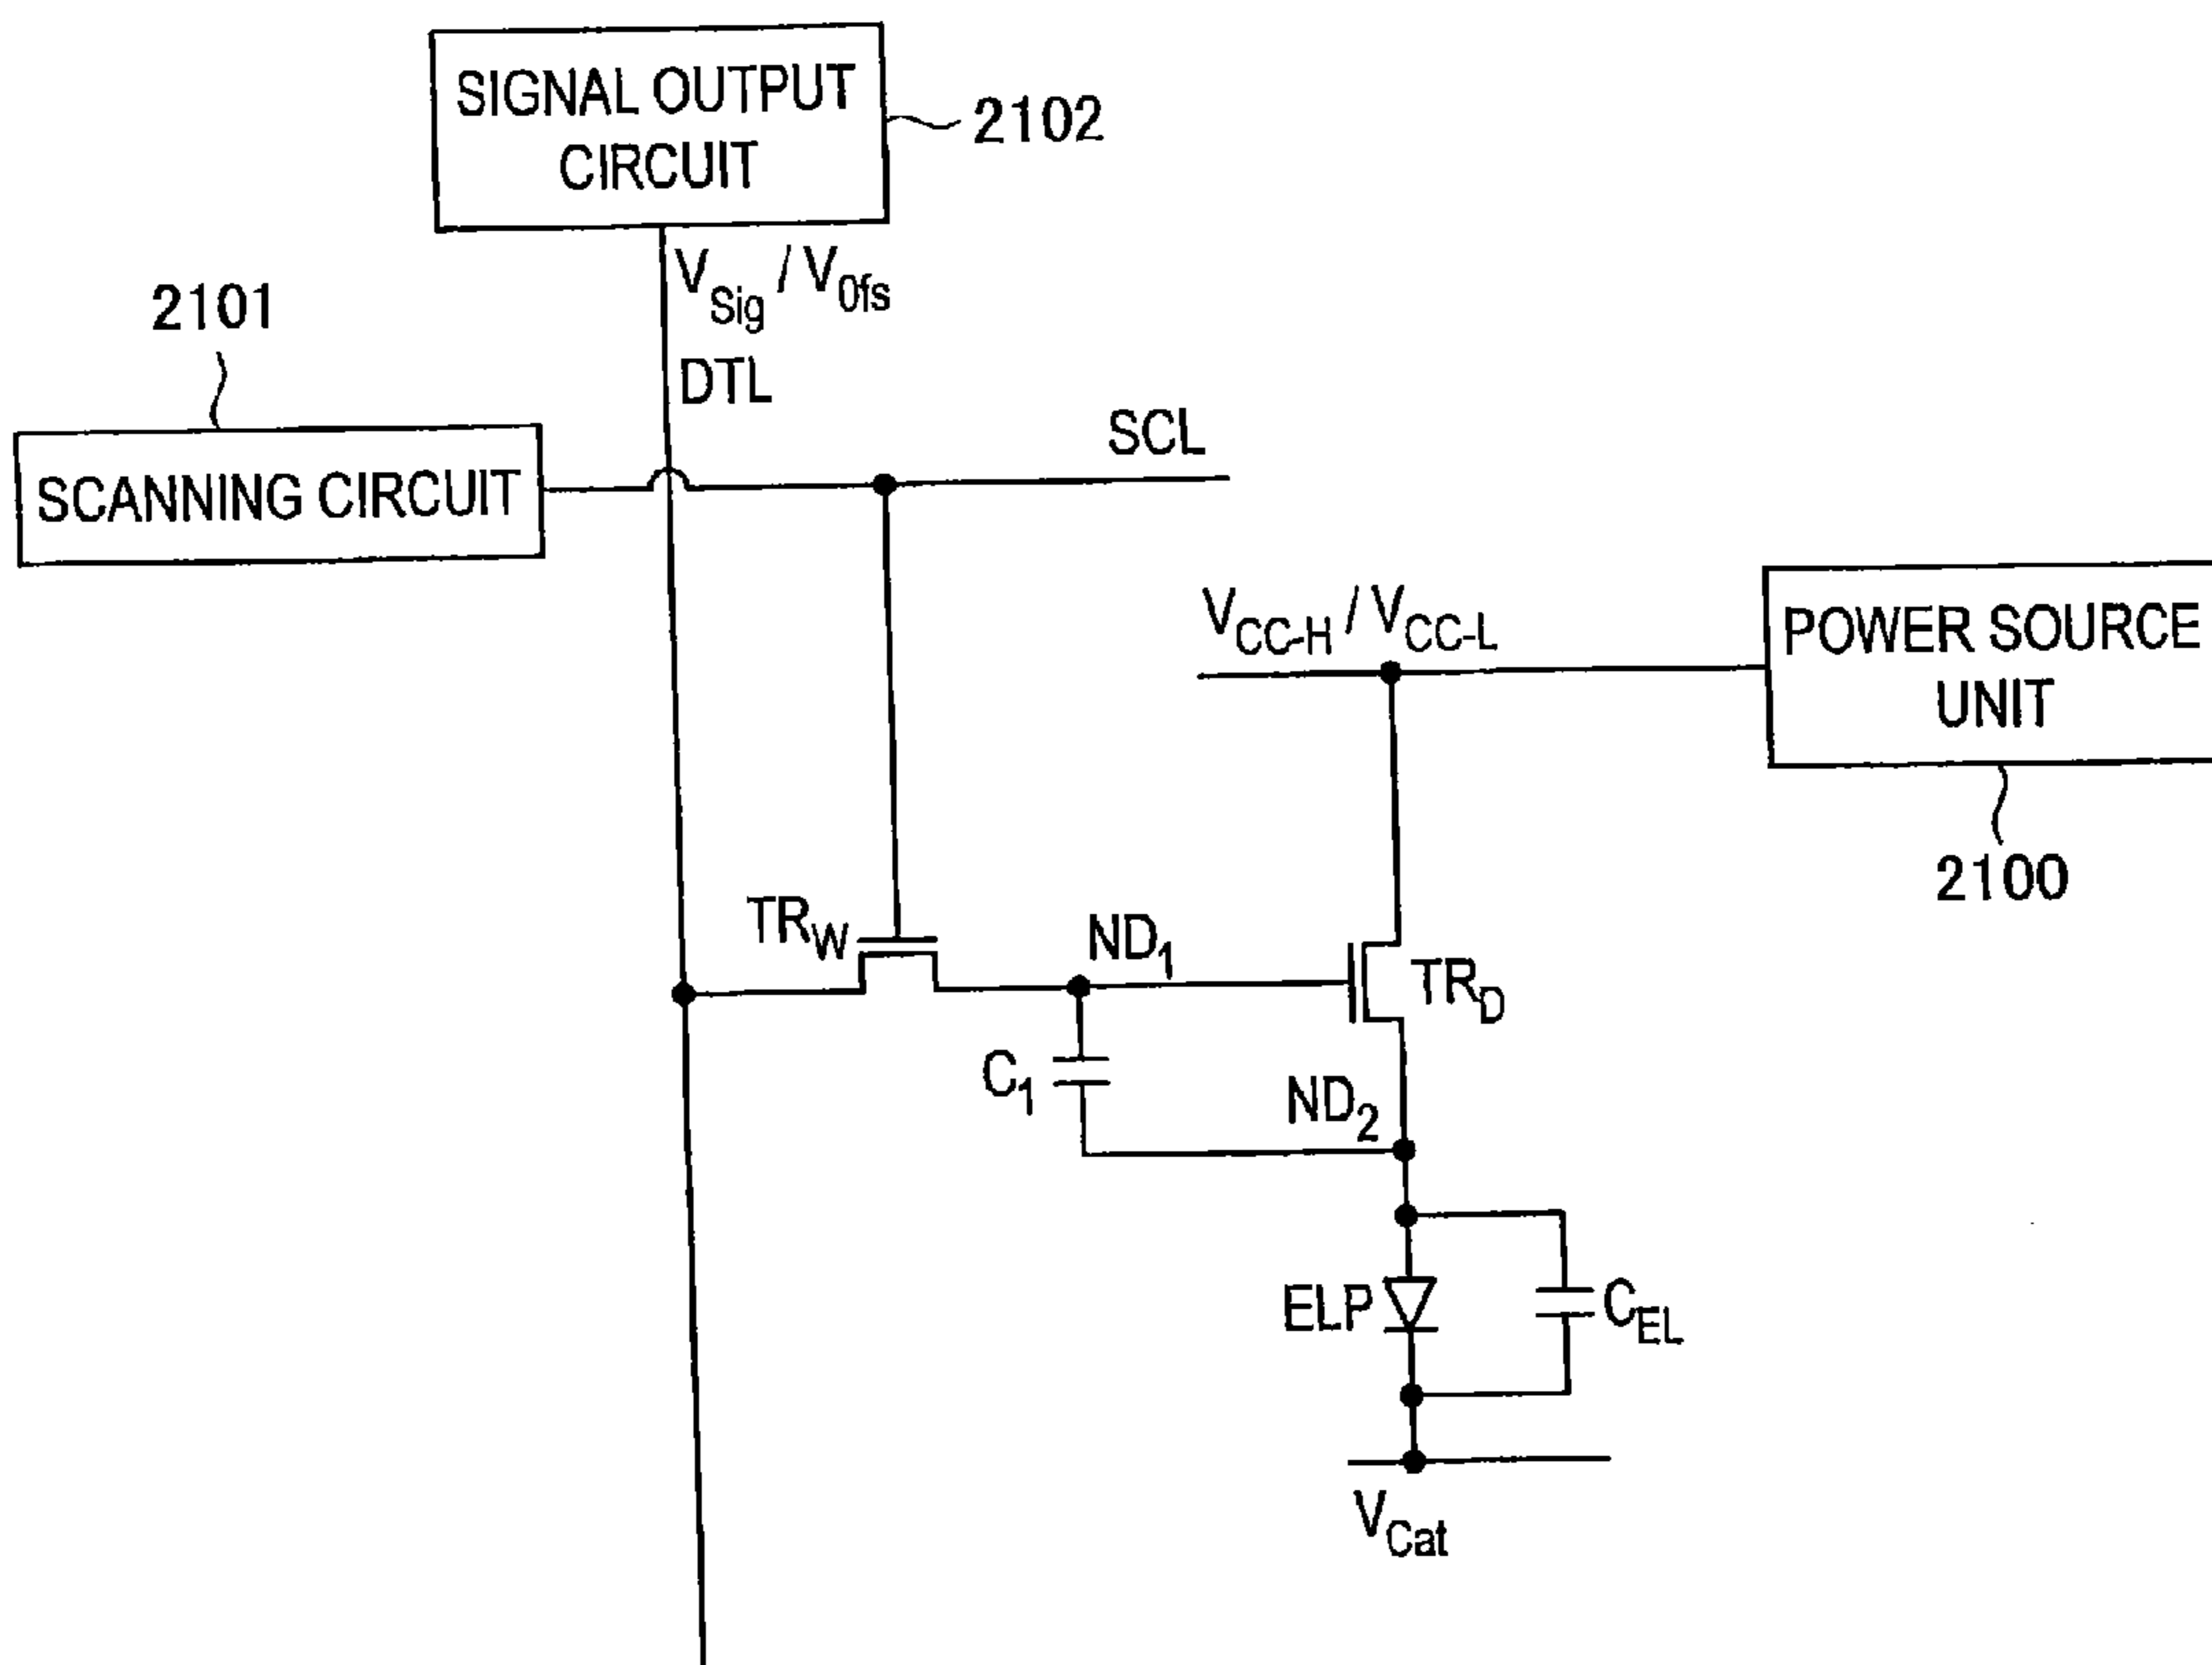 SIGNAL OUTPUT
CIRCUIT
2102
V_Sig / V_0fs
2101
DTL
SCL
SCANNING CIRCUIT
V_CC-H / V_CC-L
POWER SOURCE
UNIT
2100
TR_W
ND_1
TR_D
C_1
ND_2
ELP
C_EL
V_Cat